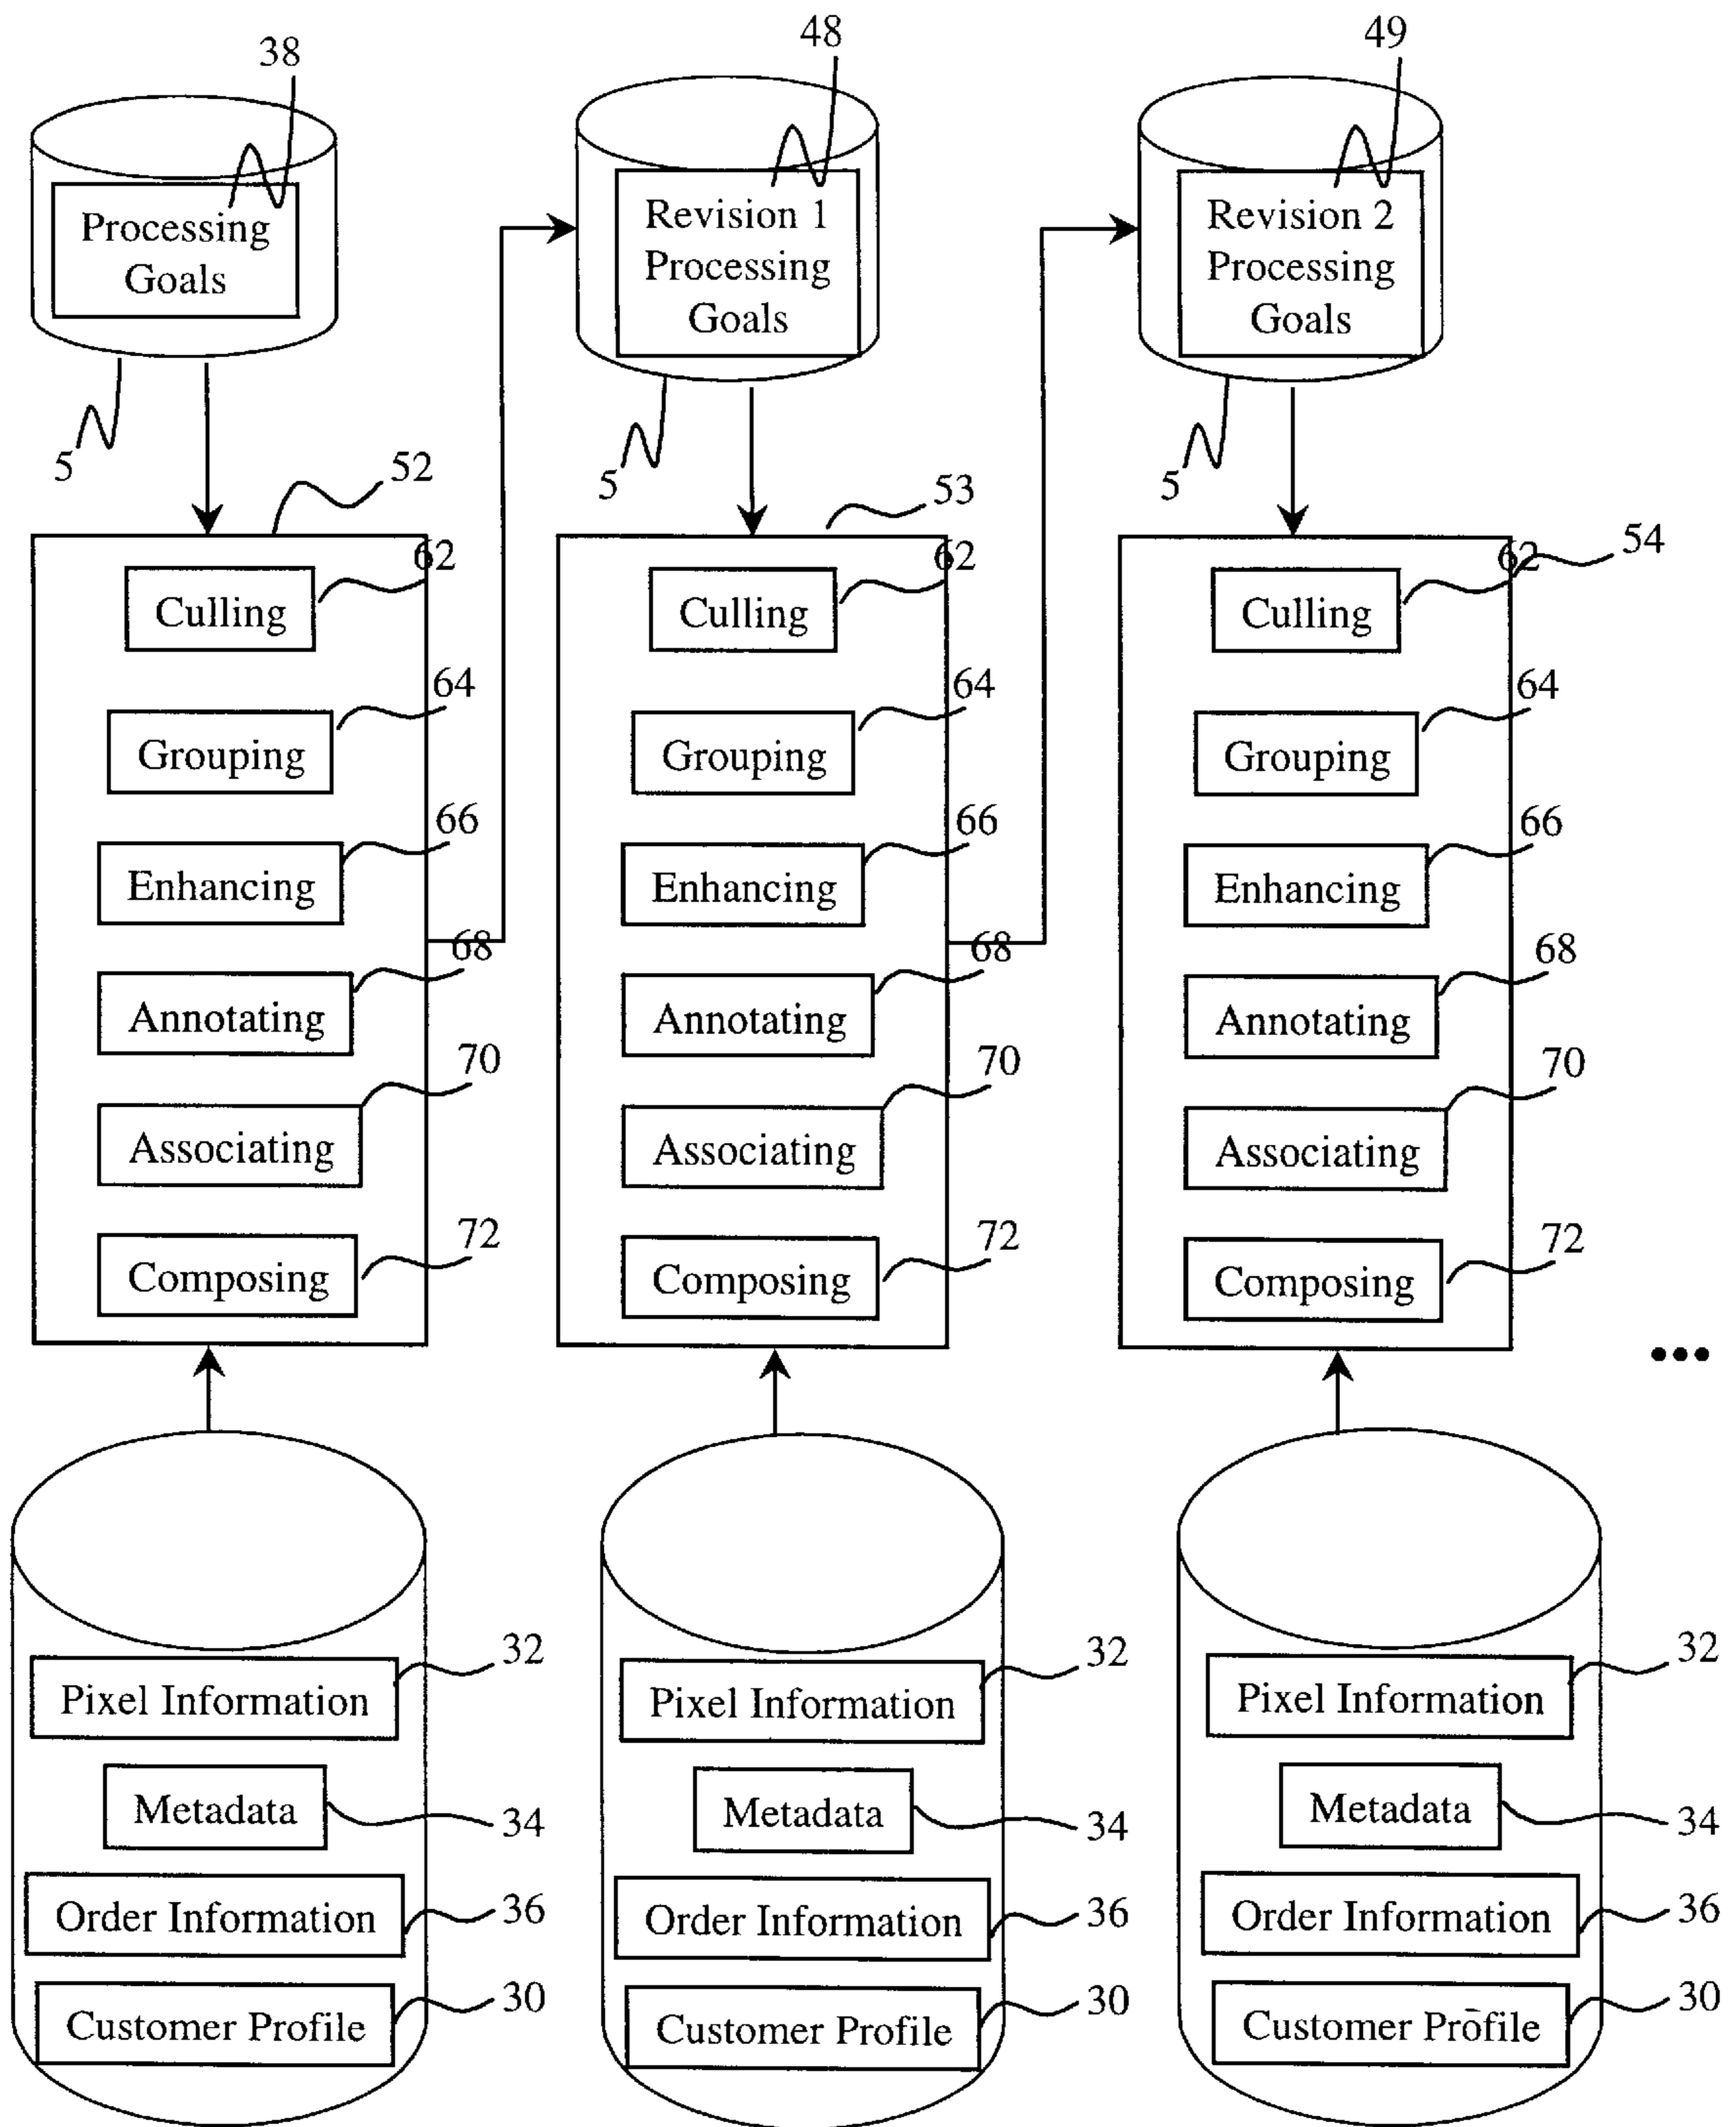 38
48
49
Processing
Goals
Revision 1
Processing
Goals
Revision 2
Processing
Goals
5
5
5
52
53
54
62
Culling
62
Culling
62
Culling
64
Grouping
64
Grouping
64
Grouping
66
Enhancing
66
Enhancing
66
Enhancing
68
Annotating
68
Annotating
68
Annotating
70
Associating
70
Associating
70
Associating
72
Composing
72
Composing
72
Composing
•••
32
Pixel Information
32
Pixel Information
32
Pixel Information
Metadata
34
Metadata
34
Metadata
34
Order Information
36
Order Information
36
Order Information
36
Customer Profile
30
Customer Profile
30
Customer Profile
30